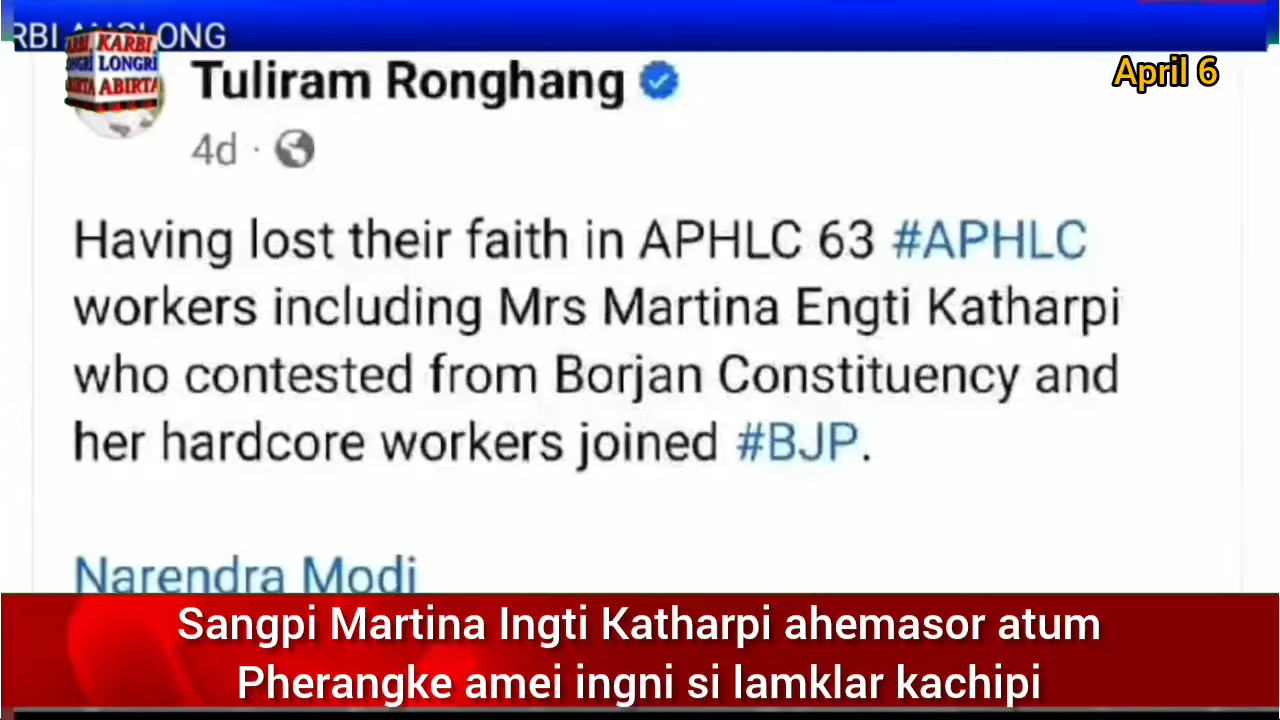 RBI ANGLONG
KARBI
LONGRI
ABIRTA
Tuliram Ronghang
April 6
4d ·
Having lost their faith in APHLC 63 #APHLC
workers including Mrs Martina Engti Katharpi
who contested from Borjan Constituency and
her hardcore workers joined #BJP.
Narendra Modi
Sangpi Martina Ingti Katharpi ahemasor atum
Pherangke amei ingni si lamklar kachipi